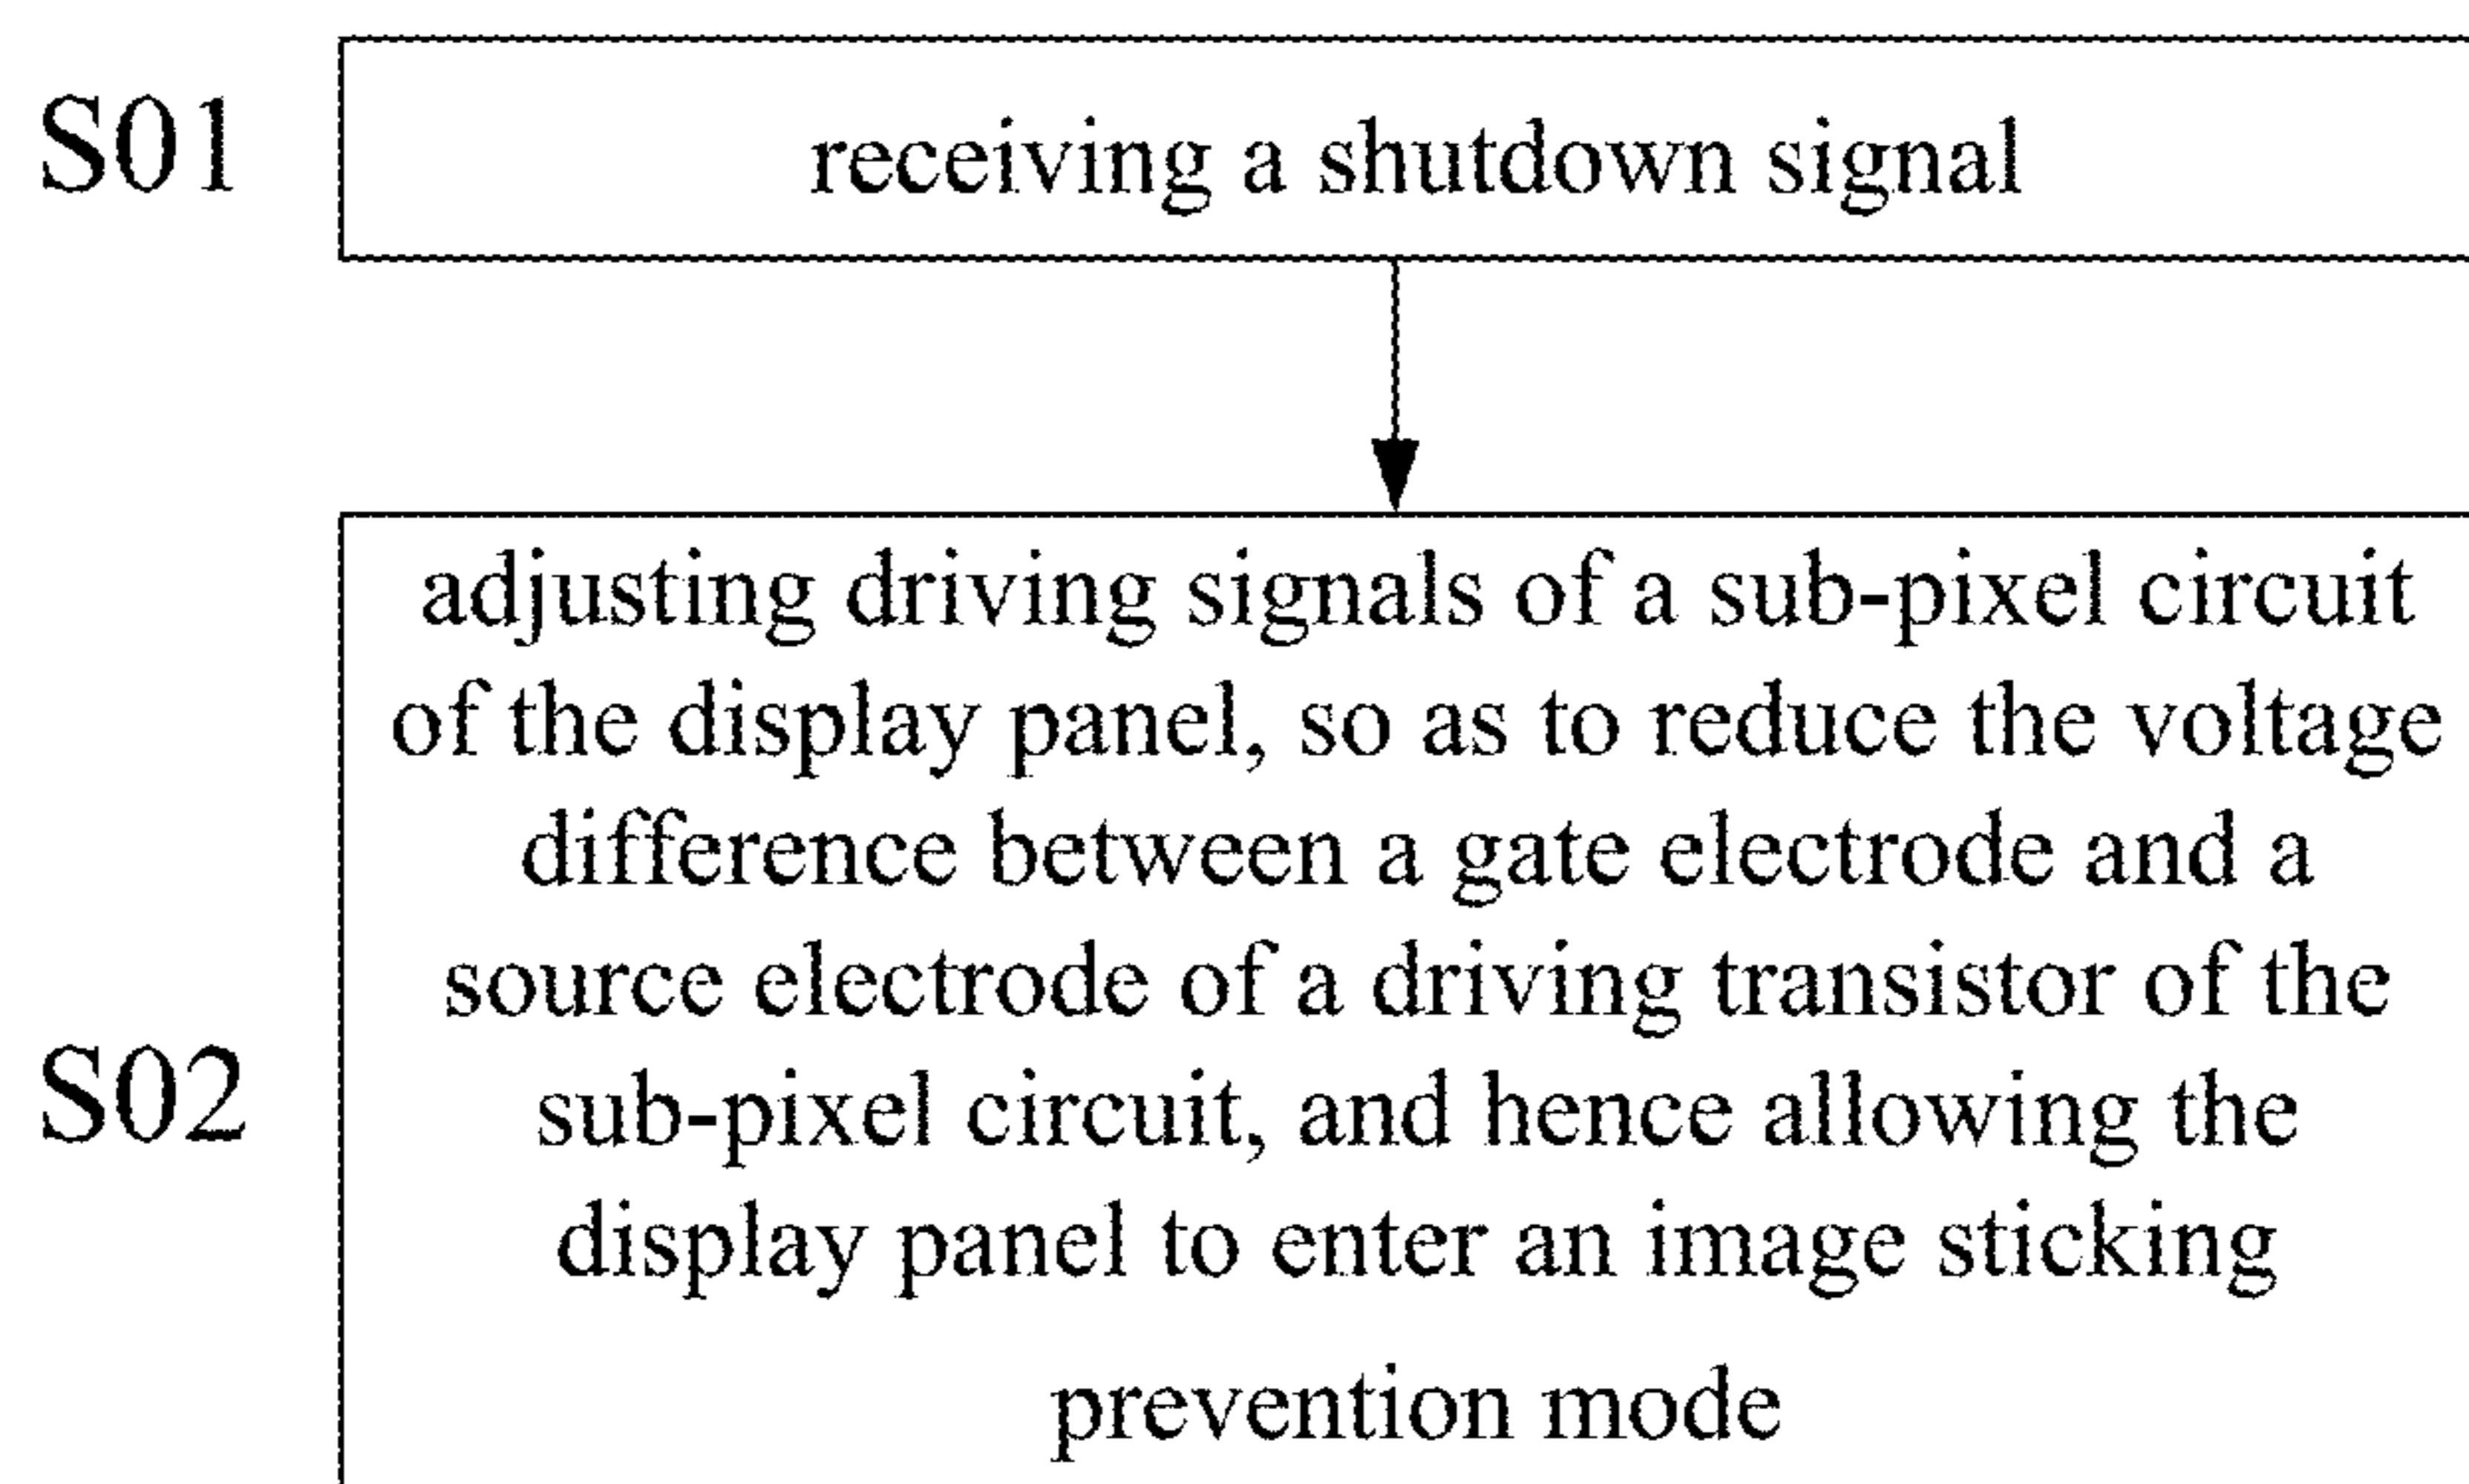 S01
receiving a shutdown signal
adjusting driving signals of a sub-pixel circuit
of the display panel, so as to reduce the voltage
difference between a gate electrode and a
source electrode of a driving transistor of the
S02
sub-pixel circuit, and hence allowing the
display panel to enter an image sticking
prevention mode